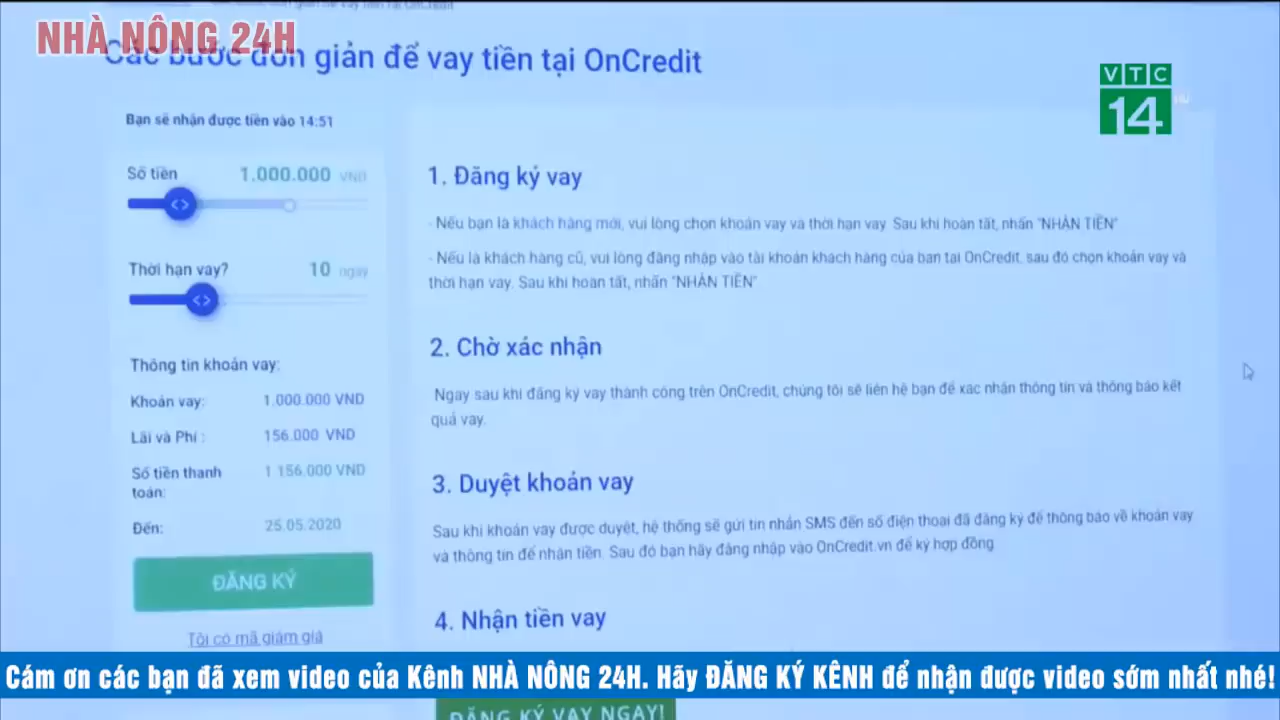 NHÀ NÔNG 24H
Các bước đơn giản để vay tiền tại OnCredit
VTC
14
Bạn sẽ nhận được tiền vào 14:51
Số tiền 1.000.000 VND
Thời hạn vay? 10 ngày
Thông tin khoản vay:
Khoản vay: 1.000.000 VND
Lãi và Phí : 156.000 VND
Số tiền thanh toán: 1 156.000 VND
Đến: 25.05.2020
ĐĂNG KÝ
Tôi có mã giảm giá
1. Đăng ký vay
- Nếu bạn là khách hàng mới, vui lòng chọn khoản vay và thời hạn vay. Sau khi hoàn tất, nhấn "NHẬN TIỀN"
- Nếu là khách hàng cũ, vui lòng đăng nhập vào tài khoản khách hàng của bạn tại OnCredit, sau đó chọn khoản vay và
thời hạn vay. Sau khi hoàn tất, nhấn "NHẬN TIỀN"
2. Chờ xác nhận
Ngay sau khi đăng ký vay thành công trên OnCredit, chúng tôi sẽ liên hệ bạn để xác nhận thông tin và thông báo kết
quả vay.
3. Duyệt khoản vay
Sau khi khoản vay được duyệt, hệ thống sẽ gửi tin nhắn SMS đến số điện thoại đã đăng ký để thông báo về khoản vay
và thông tin để nhận tiền. Sau đó bạn hãy đăng nhập vào OnCredit.vn để ký hợp đồng
4. Nhận tiền vay
Cám ơn các bạn đã xem video của Kênh NHÀ NÔNG 24H. Hãy ĐĂNG KÝ KÊNH để nhận được video sớm nhất nhé!
ĐĂNG KÝ VAY NGAY!